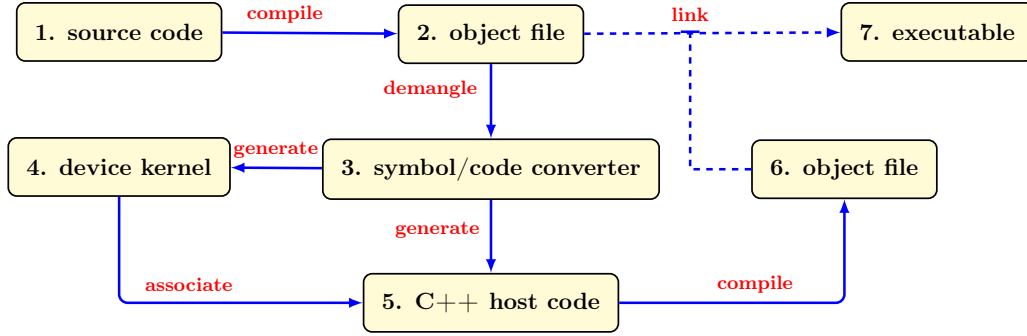 compile
link
1. source code
2. object file
7. executable
demangle
generate
4. device kernel
3. symbol/code converter
6. object file
generate
associate
compile
5. C++ host code